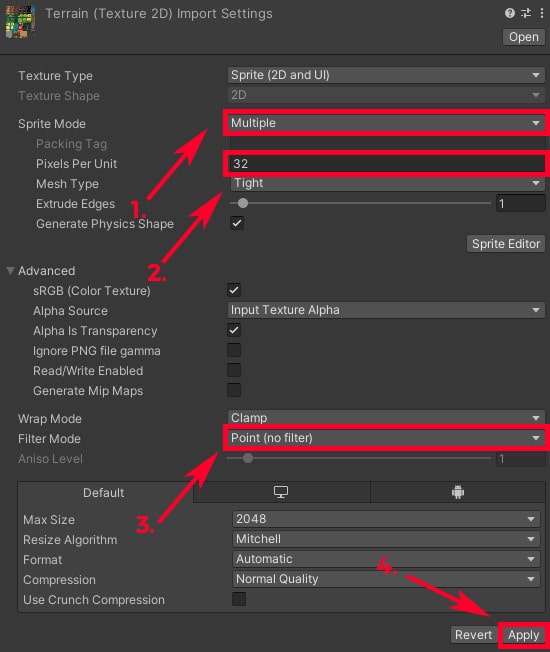 Terrain (Texture 2D) Import Settings
Open
Texture Type Sprite (2D and UI)
Texture Shape 2D
Sprite Mode Multiple
Packing Tag
Pixels Per Unit 32
Mesh Type Tight
1.
Extrude Edges 1
Generate Physics Shape
2.
Sprite Editor
Advanced
sRGB (Color Texture)
Alpha Source Input Texture Alpha
Alpha Is Transparency
Ignore PNG file gamma
Read/Write Enabled
Generate Mip Maps
Wrap Mode Clamp
Filter Mode Point (no filter)
Aniso Level 1
Default
3.
Max Size 2048
Resize Algorithm Mitchell
Format Automatic
4.
Compression Normal Quality
Use Crunch Compression
Revert Apply